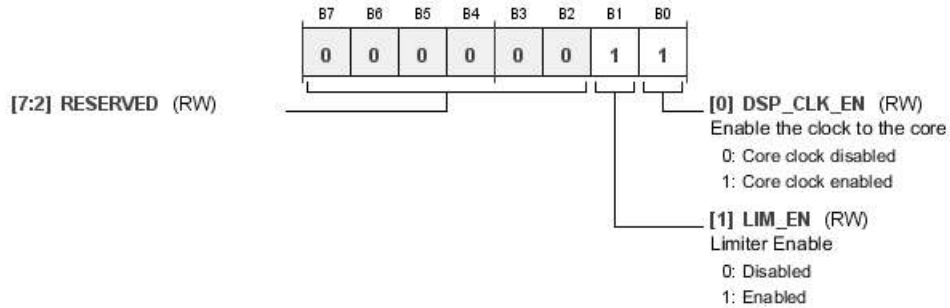 B7 B6 B5 B4 B3 B2 B1 B0
0 0 0 0 0 0 1 1
[7:2] RESERVED (RW)
[0] DSP_CLK_EN (RW)
Enable the clock to the core
0: Core clock disabled
1: Core clock enabled
[1] LIM_EN (RW)
Limiter Enable
0: Disabled
1: Enabled